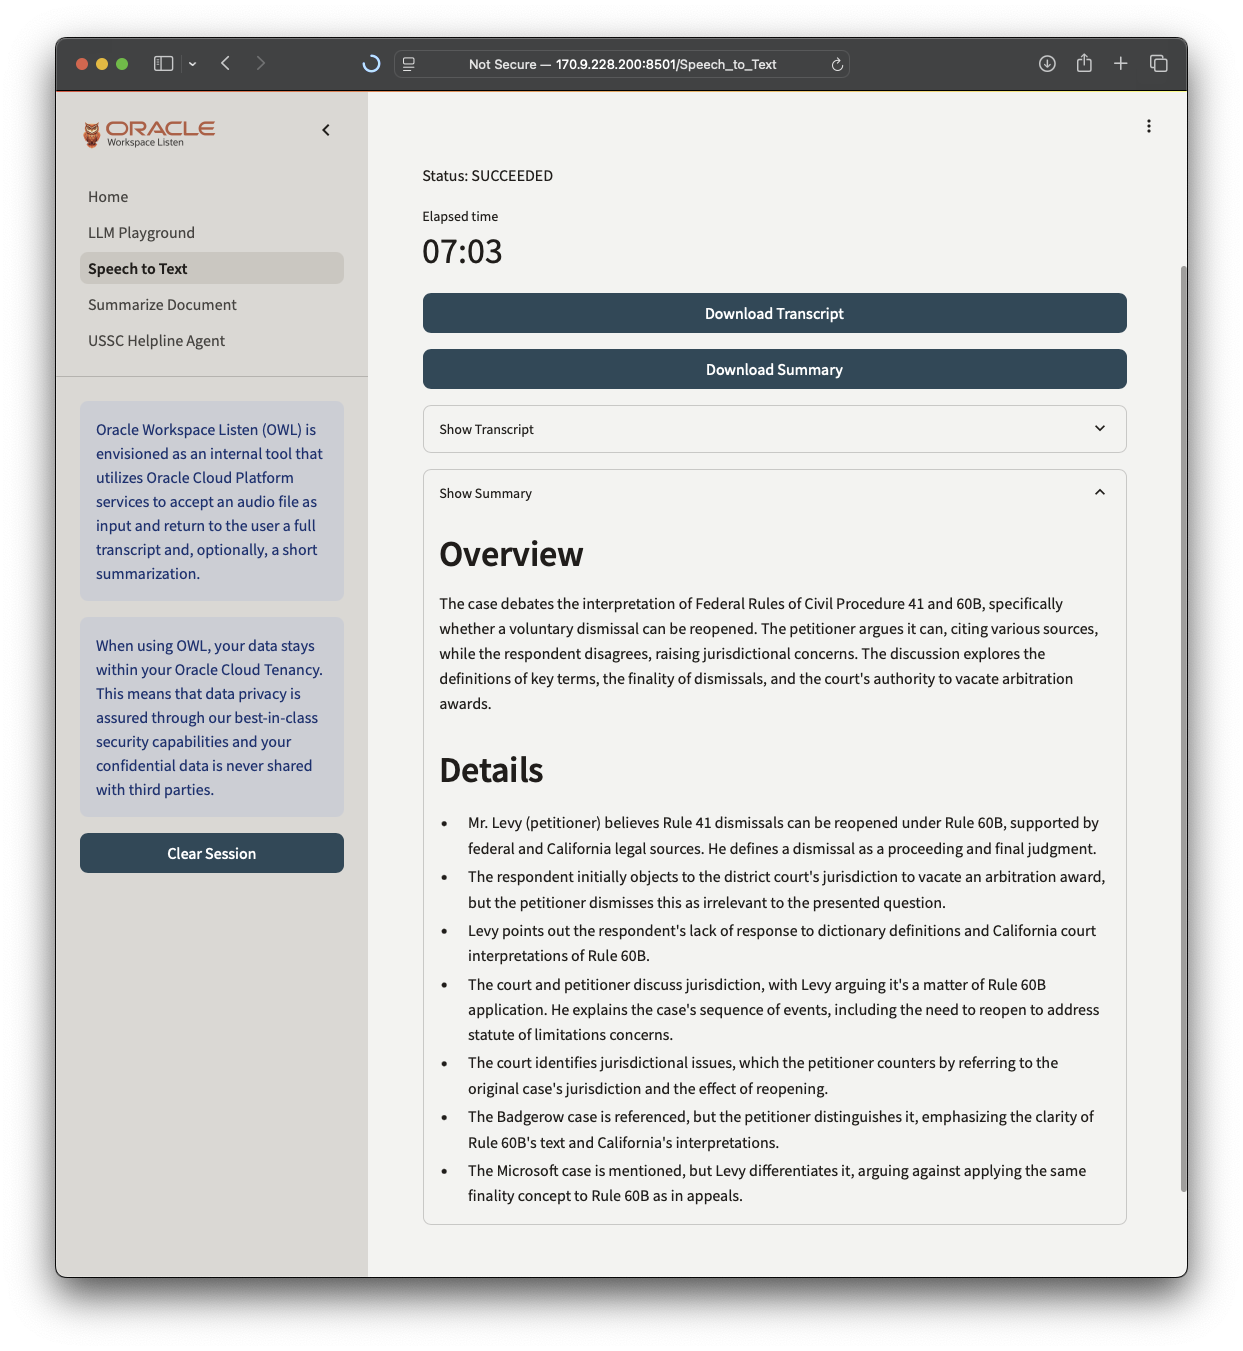 Not Secure — 170.9.228.200:8501/Speech_to_Text
ORACLE
Workspace Listen
Home
LLM Playground
Speech to Text
Summarize Document
USSC Helpline Agent
Oracle Workspace Listen (OWL) is
envisioned as an internal tool that
utilizes Oracle Cloud Platform
services to accept an audio file as
input and return to the user a full
transcript and, optionally, a short
summarization.
When using OWL, your data stays
within your Oracle Cloud Tenancy.
This means that data privacy is
assured through our best-in-class
security capabilities and your
confidential data is never shared
with third parties.
Clear Session
Status: SUCCEEDED
Elapsed time
07:03
Download Transcript
Download Summary
Show Transcript
Show Summary
Overview
The case debates the interpretation of Federal Rules of Civil Procedure 41 and 60B, specifically
whether a voluntary dismissal can be reopened. The petitioner argues it can, citing various sources,
while the respondent disagrees, raising jurisdictional concerns. The discussion explores the
definitions of key terms, the finality of dismissals, and the court's authority to vacate arbitration
awards.
Details
• Mr. Levy (petitioner) believes Rule 41 dismissals can be reopened under Rule 60B, supported by
federal and California legal sources. He defines a dismissal as a proceeding and final judgment.
• The respondent initially objects to the district court's jurisdiction to vacate an arbitration award,
but the petitioner dismisses this as irrelevant to the presented question.
• Levy points out the respondent's lack of response to dictionary definitions and California court
interpretations of Rule 60B.
• The court and petitioner discuss jurisdiction, with Levy arguing it's a matter of Rule 60B
application. He explains the case's sequence of events, including the need to reopen to address
statute of limitations concerns.
• The court identifies jurisdictional issues, which the petitioner counters by referring to the
original case's jurisdiction and the effect of reopening.
• The Badgerow case is referenced, but the petitioner distinguishes it, emphasizing the clarity of
Rule 60B's text and California's interpretations.
• The Microsoft case is mentioned, but Levy differentiates it, arguing against applying the same
finality concept to Rule 60B as in appeals.